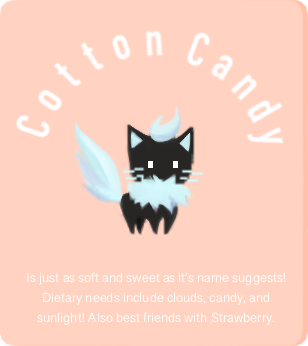 Cotton Candy
is just as soft and sweet as it's name suggests!
Dietary needs include clouds, candy, and
sunlight! Also best friends with Strawberry.